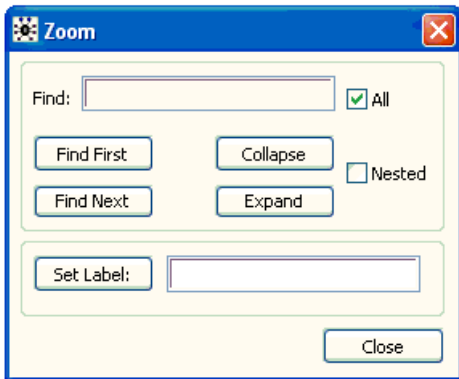 Zoom
Find:
All
Find First
Collapse
Nested
Find Next
Expand
Set Label:
Close